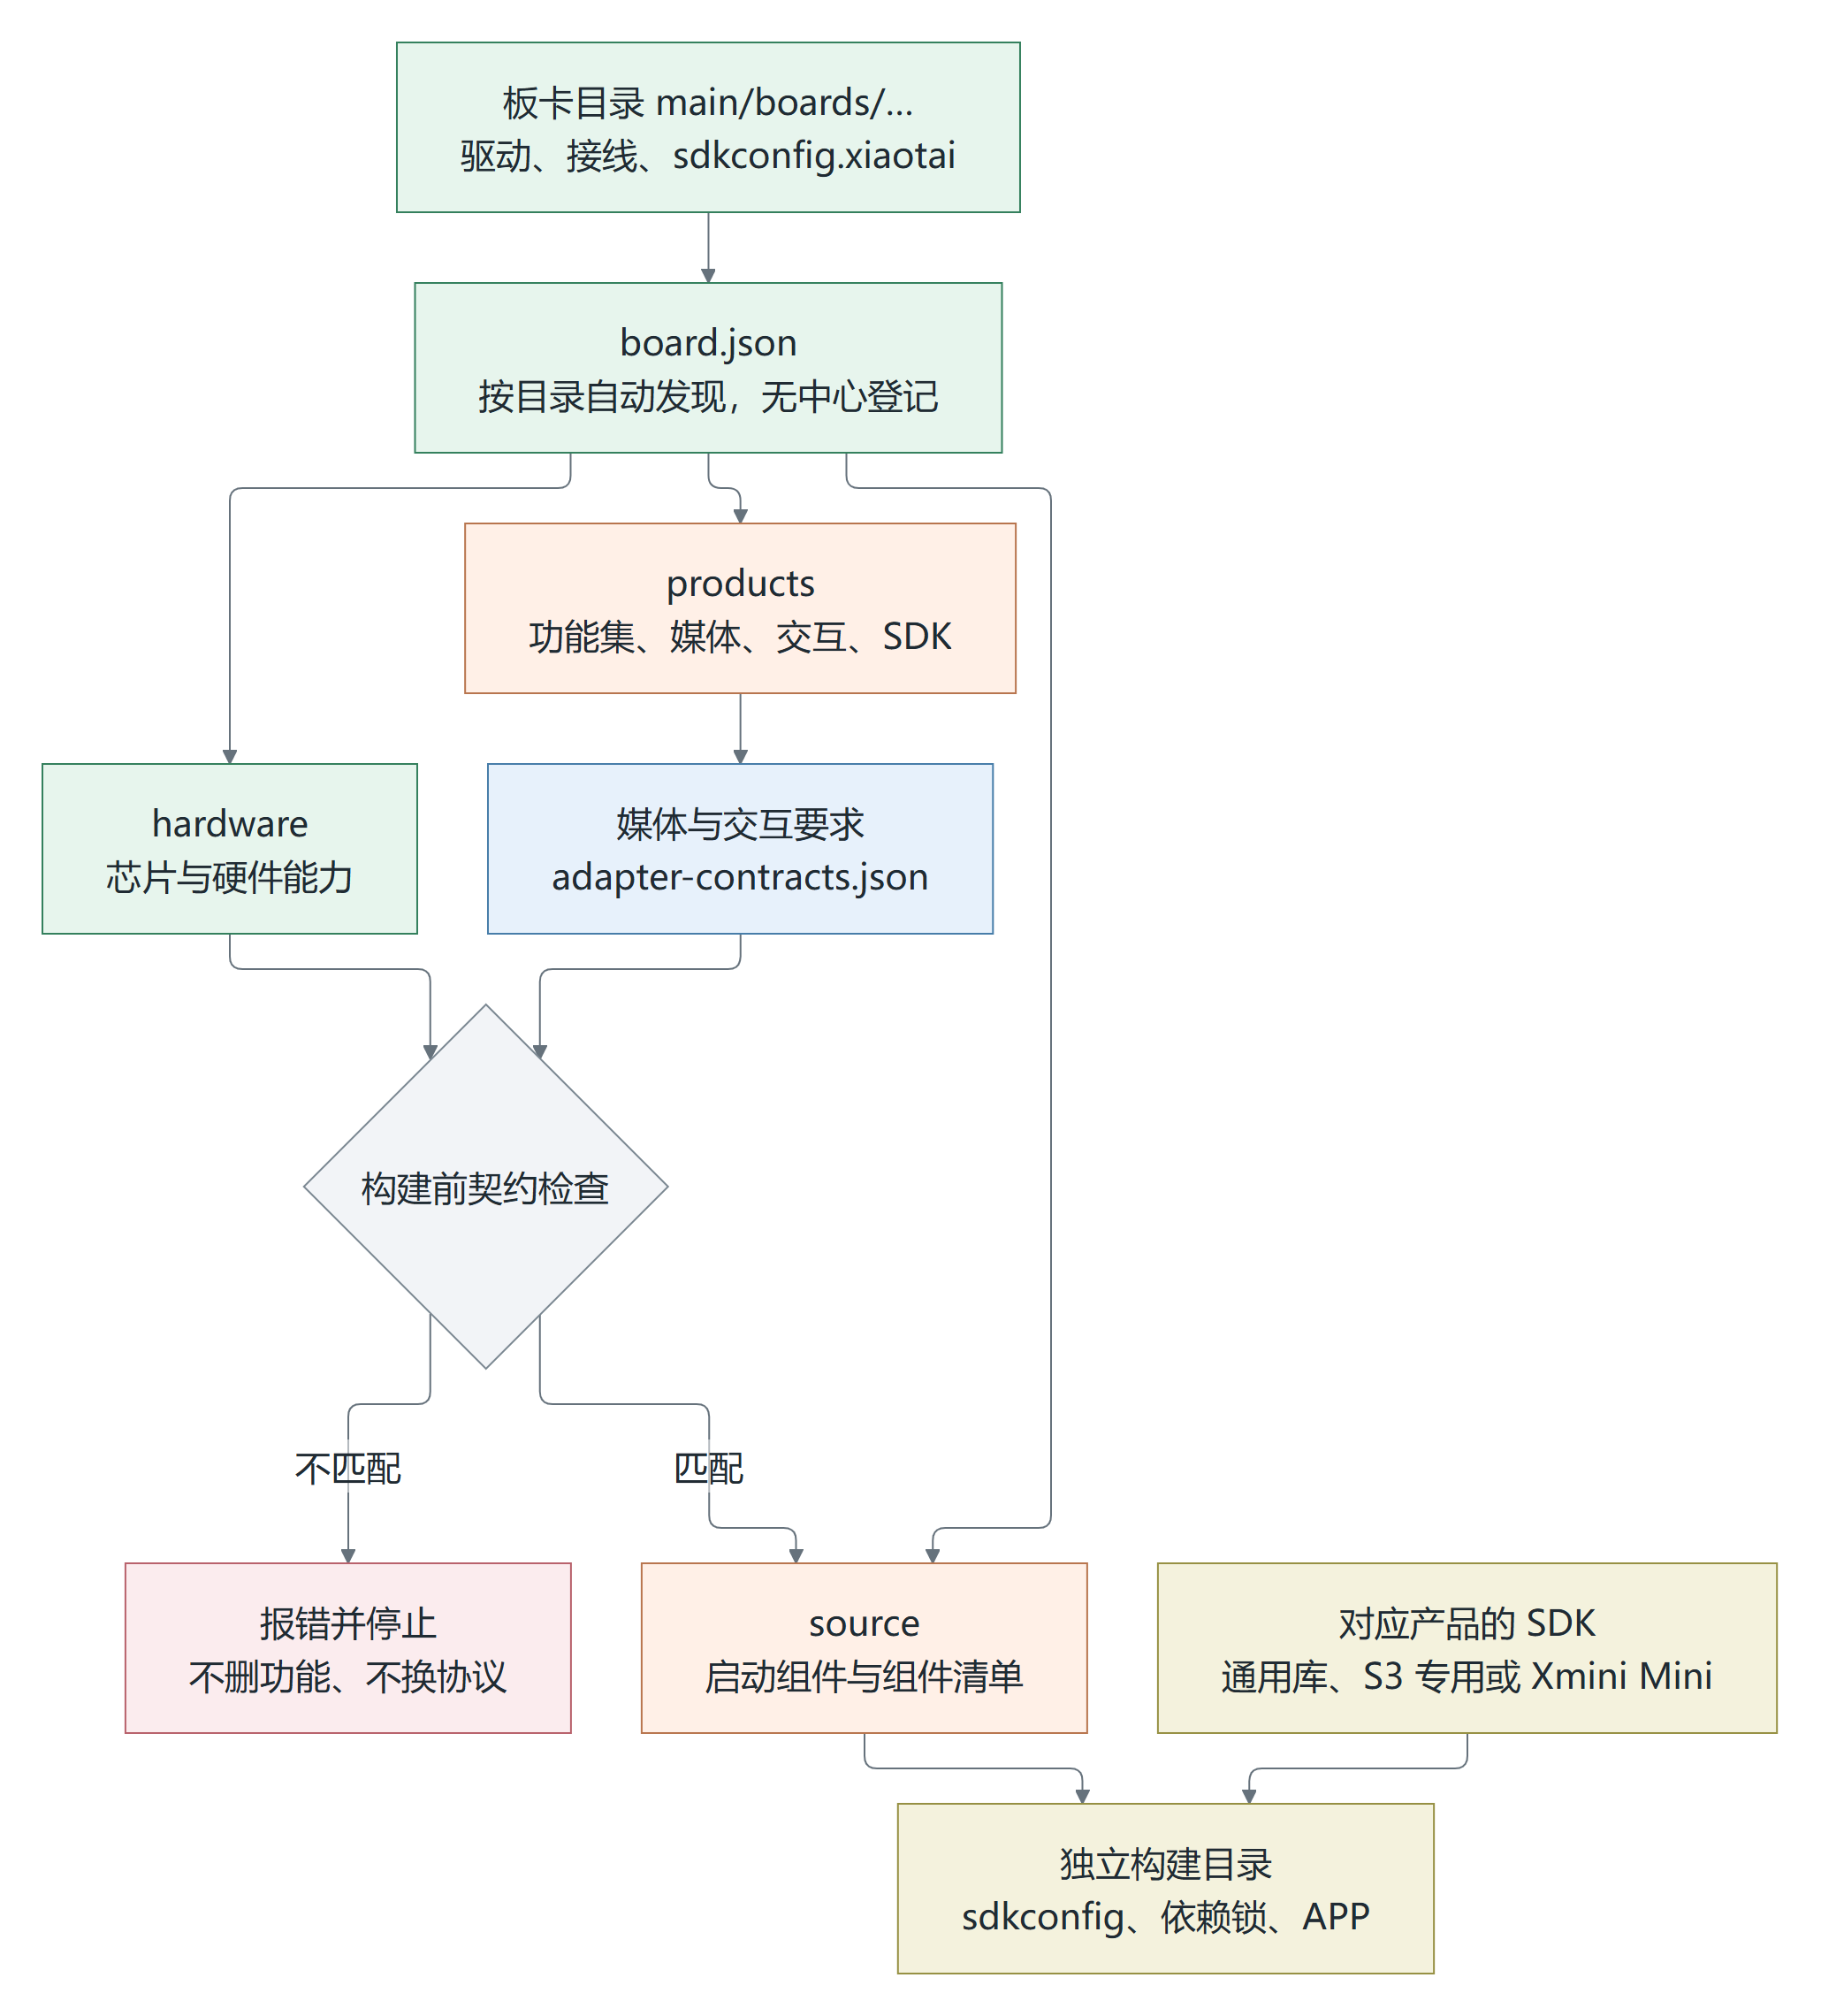 板卡目录 main/boards/...
驱动、接线、sdkconfig.xiaotai
board.json
按目录自动发现，无中心登记
products
功能集、媒体、交互、SDK
hardware
芯片与硬件能力
媒体与交互要求
adapter-contracts.json
构建前契约检查
不匹配
匹配
报错并停止
不删功能、不换协议
source
启动组件与组件清单
对应产品的 SDK
通用库、S3 专用或 Xmini Mini
独立构建目录
sdkconfig、依赖锁、APP